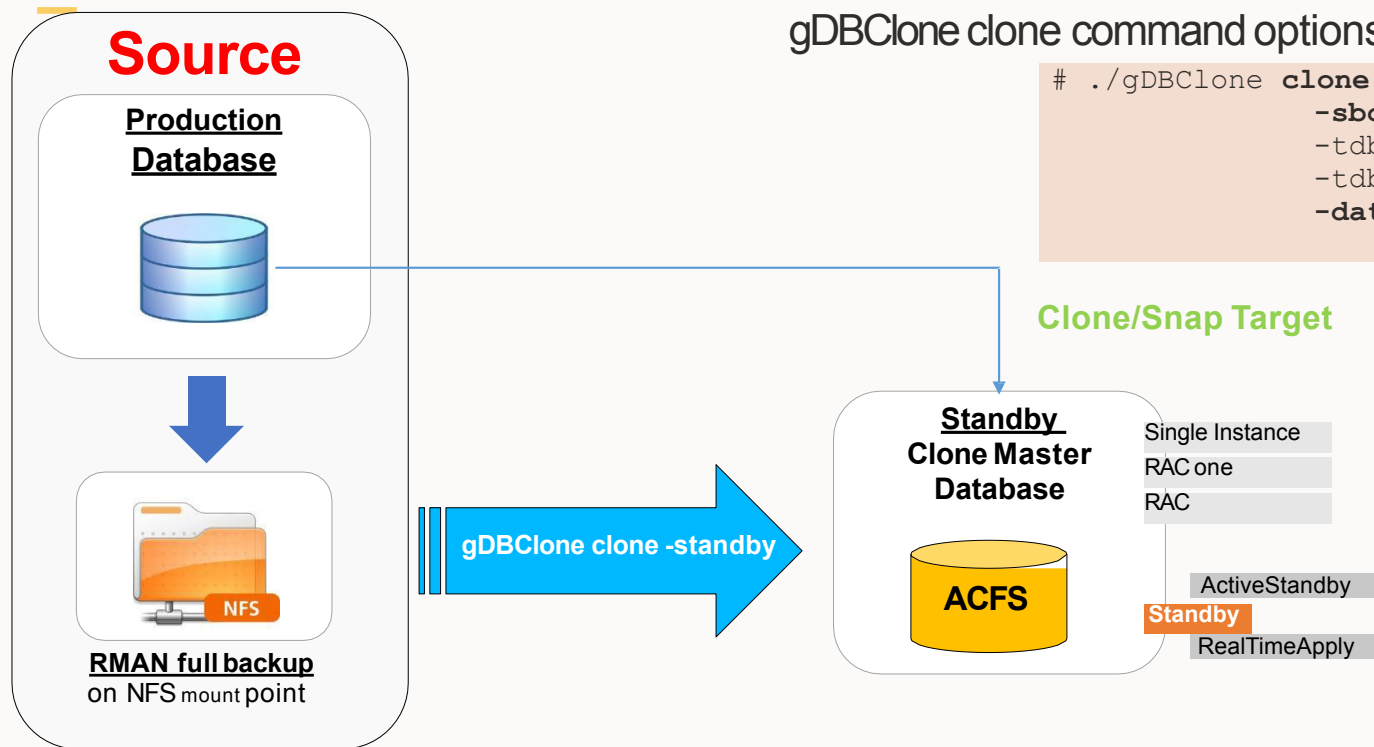 gDBClone clone command options
# ./gDBClone clone
Source
Production
Database
Clone/Snap Target
Standby
Clone Master
Database
Single Instance
RAC one
RAC
gDBClone clone -standby
ACFS
ActiveStandby
Standby
RealTimeApply
NFS
RMAN full backup
on NFS mount point